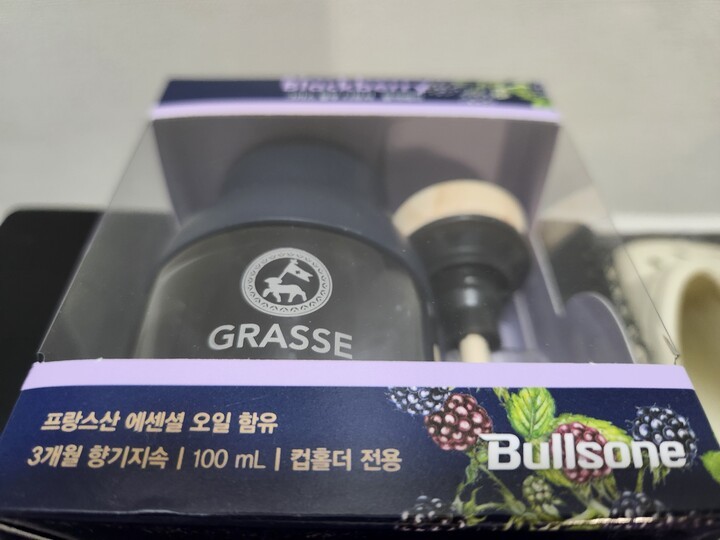 blackberry
GRASSE
프랑스산 에센셜 오일 함유
3개월 향기지속 | 100 mL | 컵홀더 전용
Bullsone